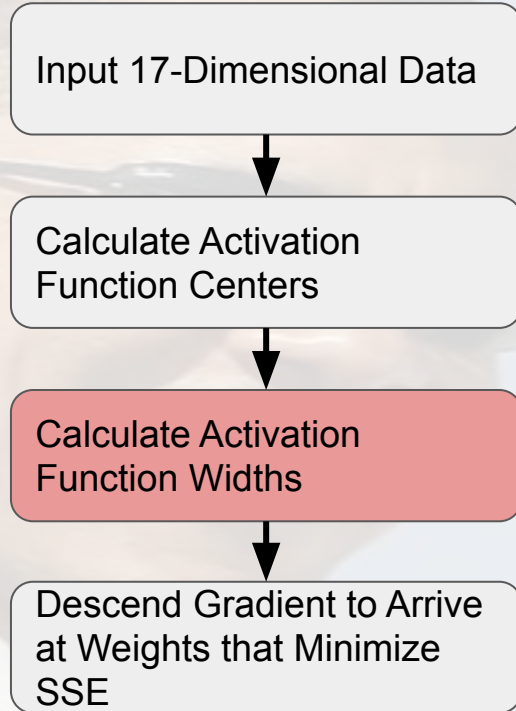 Input 17-Dimensional Data
Calculate Activation
Function Centers
Calculate Activation
Function Widths
Descend Gradient to Arrive
at Weights that Minimize
SSE